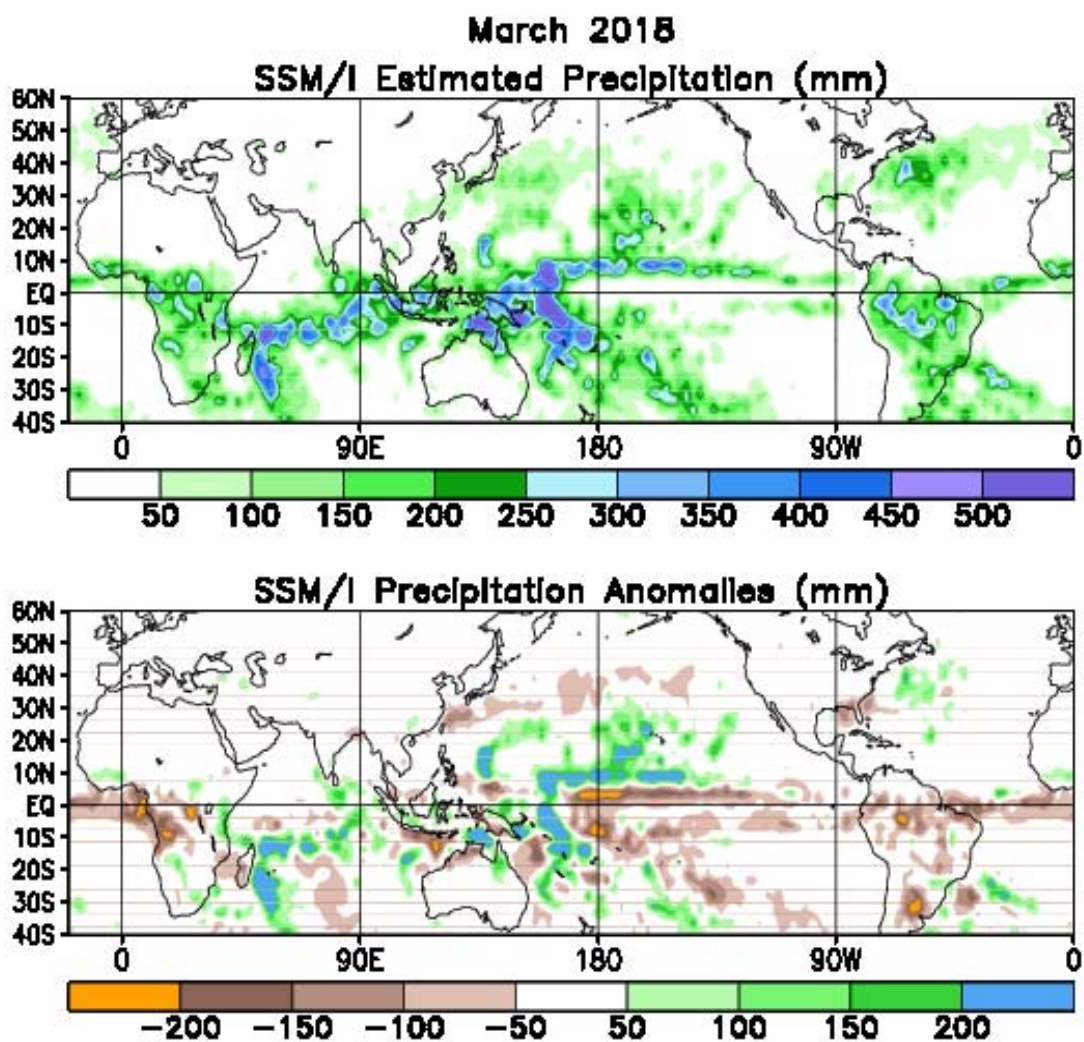 March 2018
SSM/I Estimated Precipitation (mm)
60N
50N
40N
30N
20N
10N
EQ
10S
20S
30S
40S
0 90E 180 90W 0
50 100 150 200 250 300 350 400 450 500
SSM/I Precipitation Anomalies (mm)
60N
50N
40N
30N
20N
10N
EQ
10S
20S
30S
40S
0 90E 180 90W 0
−200 −150 −100 −50 50 100 150 200